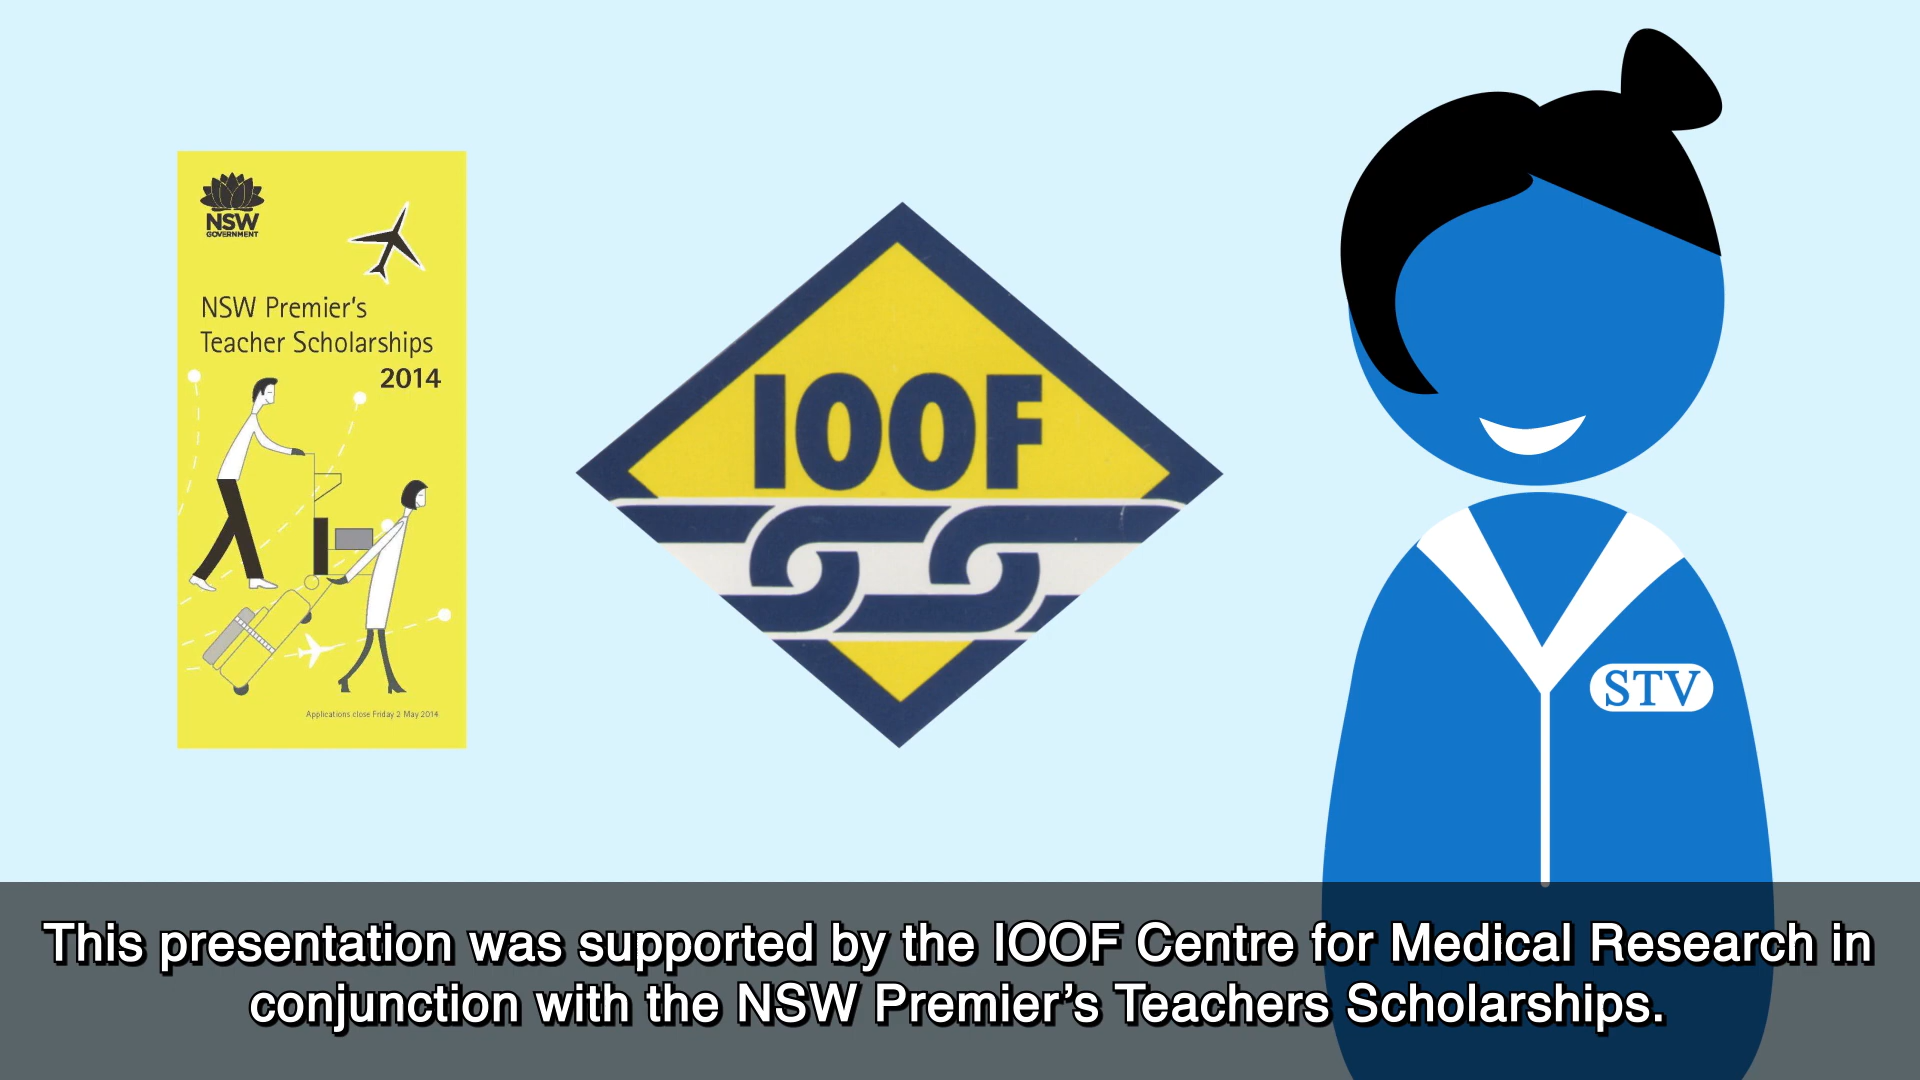 NSW
GOVERNMENT
NSW Premier's
Teacher Scholarships
2014
Applications close Friday 2 May 2014
IOOF
STV
This presentation was supported by the IOOF Centre for Medical Research in
conjunction with the NSW Premier’s Teachers Scholarships.